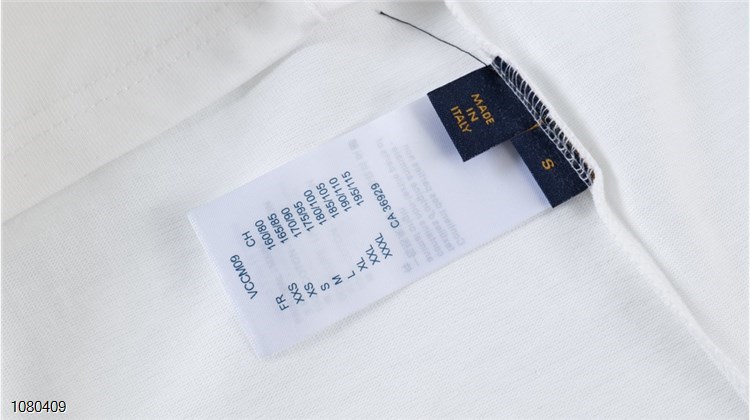 MADE
IN
ITALY
S
VCCM09
FR CH
XXS 160/80
XS 165/85
S 170/90
M 175/95
L 180/100
XL 185/105
XXL 190/110
XXXL 195/115
CA 36929
1080409